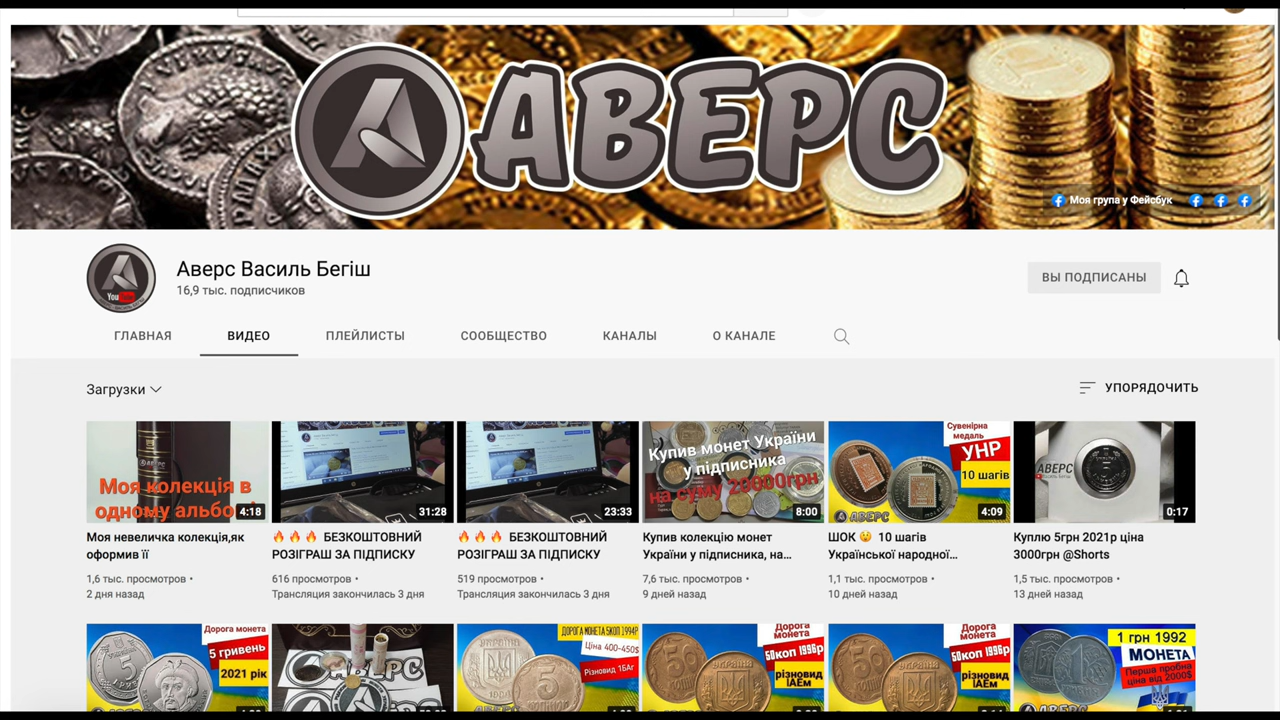 АВЕРС
Моя група у Фейсбук
Аверс Василь Бегіш
16,9 тыс. подписчиков
ВЫ ПОДПИСАНЫ
ГЛАВНАЯ ВИДЕО ПЛЕЙЛИСТЫ СООБЩЕСТВО КАНАЛЫ О КАНАЛЕ
Загрузки
УПОРЯДОЧИТЬ
Моя колекція в
одному альбо
4:18
Моя невеличка колекція,як
оформив її
1,6 тыс. просмотров •
2 дня назад
31:28
🔥 🔥 🔥 БЕЗКОШТОВНИЙ
РОЗІГРАШ ЗА ПІДПИСКУ
616 просмотров •
Трансляция закончилась 3 дня
23:33
🔥 🔥 🔥 БЕЗКОШТОВНИЙ
РОЗІГРАШ ЗА ПІДПИСКУ
519 просмотров •
Трансляция закончилась 3 дня
Купив монет України
у підписника
на суму 20000грн
8:00
Купив колекцію монет
України у підписника, на...
7,6 тыс. просмотров •
9 дней назад
Сувенірна
медаль
УНР
10 шагів
АВЕРС
4:09
ШОК 😲 10 шагів
Української народної...
1,1 тыс. просмотров •
10 дней назад
АВЕРС
0:17
Куплю 5грн 2021р ціна
3000грн @Shorts
1,5 тыс. просмотров •
13 дней назад
Дорога монета
5 гривень
2021 рік
АВЕРС
ДОРОГА МОНЕТА 5КОП 1994Р
Ціна 400-450$
Різновид 1БАг
Дорога
монета
50коп 1996р
різновид
1АЕм
Дорога
монета
50коп 1996р
різновид
1АЕм
1 грн 1992
МОНЕТА
Перша пробна
ціна від 2000$